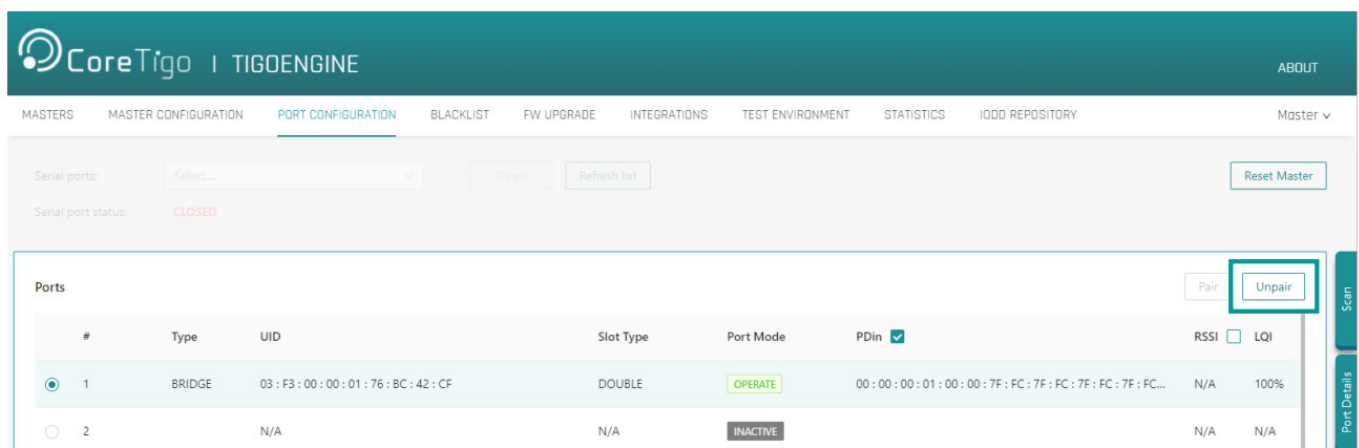 CoreTigo | TIGOENGINE
ABOUT
MASTERS MASTER CONFIGURATION PORT CONFIGURATION BLACKLIST FW UPGRADE INTEGRATIONS TEST ENVIRONMENT STATISTICS IODD REPOSITORY Master
Serial ports: Select... Open Refresh list Reset Master
Serial port status: CLOSED
Ports Pair Unpair
# Type UID Slot Type Port Mode PDin RSSI LQI
1 BRIDGE 03 : F3 : 00 : 00 : 01 : 76 : BC : 42 : CF DOUBLE OPERATE 00 : 00 : 00 : 01 : 00 : 00 : 7F : FC : 7F : FC : 7F : FC : 7F : FC... N/A 100%
2 N/A N/A INACTIVE N/A N/A
Scan
Port Details